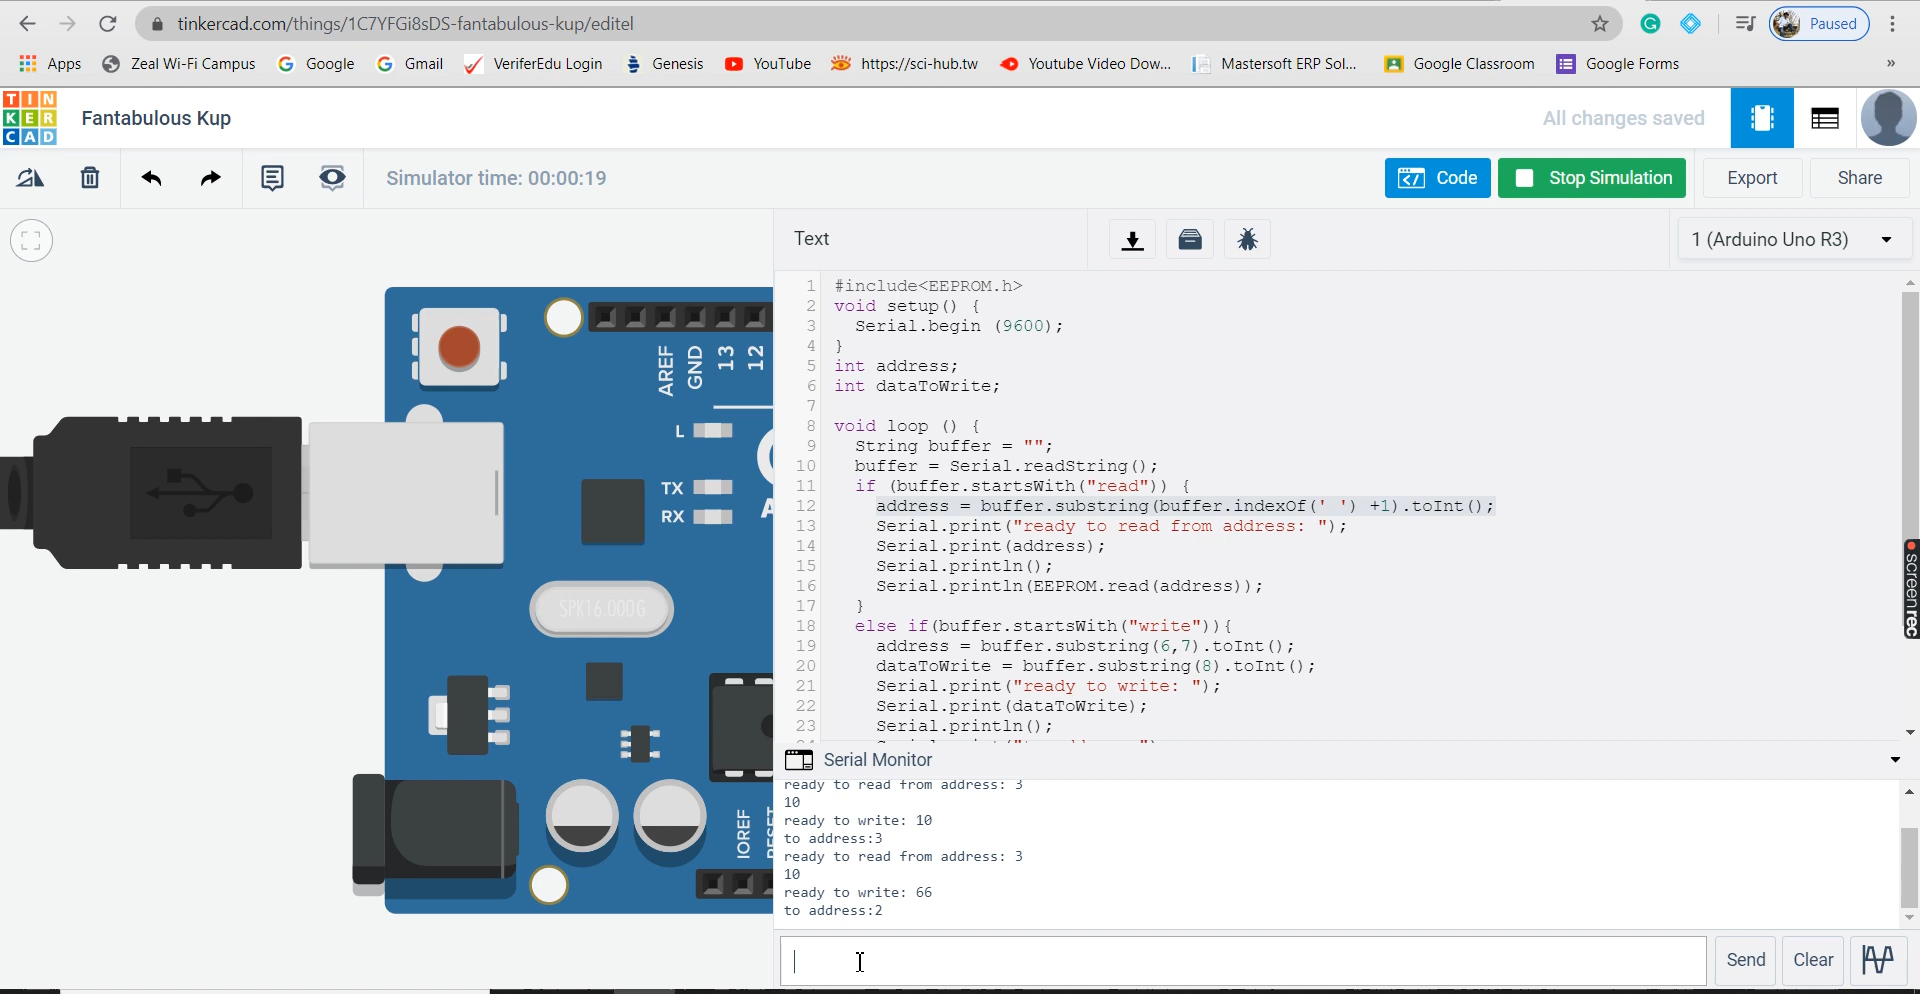 tinkercad.com/things/1C7YFGi8sDS-fantabulous-kup/editel
Paused
Apps
Zeal Wi-Fi Campus
Google
Gmail
VeriferEdu Login
Genesis
YouTube
https://sci-hub.tw
Youtube Video Dow...
Mastersoft ERP Sol...
Google Classroom
Google Forms
»
TIN
KER
CAD
Fantabulous Kup
All changes saved
Simulator time: 00:00:19
Code
Stop Simulation
Export
Share
Text
1 (Arduino Uno R3)
AREF
GND
13
12
L
TX
RX
A
SPK16.000G
IOREF
RESET
1 #include<EEPROM.h>
2 void setup() {
3 Serial.begin (9600);
4 }
5 int address;
6 int dataToWrite;
7
8 void loop () {
9 String buffer = "";
10 buffer = Serial.readString();
11 if (buffer.startsWith("read")) {
12 address = buffer.substring(buffer.indexOf(' ') +1).toInt();
13 Serial.print("ready to read from address: ");
14 Serial.print(address);
15 Serial.println();
16 Serial.println(EEPROM.read(address));
17 }
18 else if(buffer.startsWith("write")){
19 address = buffer.substring(6,7).toInt();
20 dataToWrite = buffer.substring(8).toInt();
21 Serial.print("ready to write: ");
22 Serial.print(dataToWrite);
23 Serial.println();
Serial Monitor
ready to read from address: 3
10
ready to write: 10
to address:3
ready to read from address: 3
10
ready to write: 66
to address:2
Send
Clear
screenrec